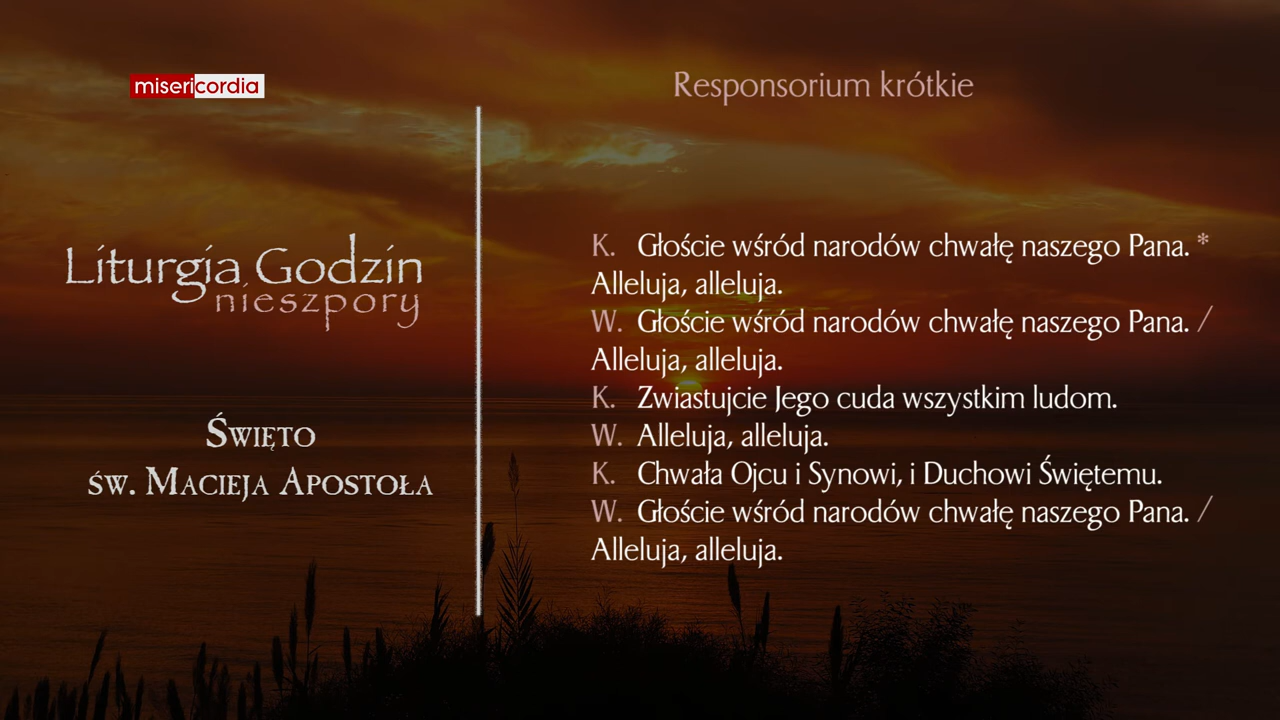 misericordia
Liturgia Godzin
nieszpory
Święto
św. Macieja Apostoła
Responsorium krótkie
K. Głoście wśród narodów chwałę naszego Pana. *
Alleluja, alleluja.
W. Głoście wśród narodów chwałę naszego Pana. /
Alleluja, alleluja.
K. Zwiastujcie Jego cuda wszystkim ludom.
W. Alleluja, alleluja.
K. Chwała Ojcu i Synowi, i Duchowi Świętemu.
W. Głoście wśród narodów chwałę naszego Pana. /
Alleluja, alleluja.